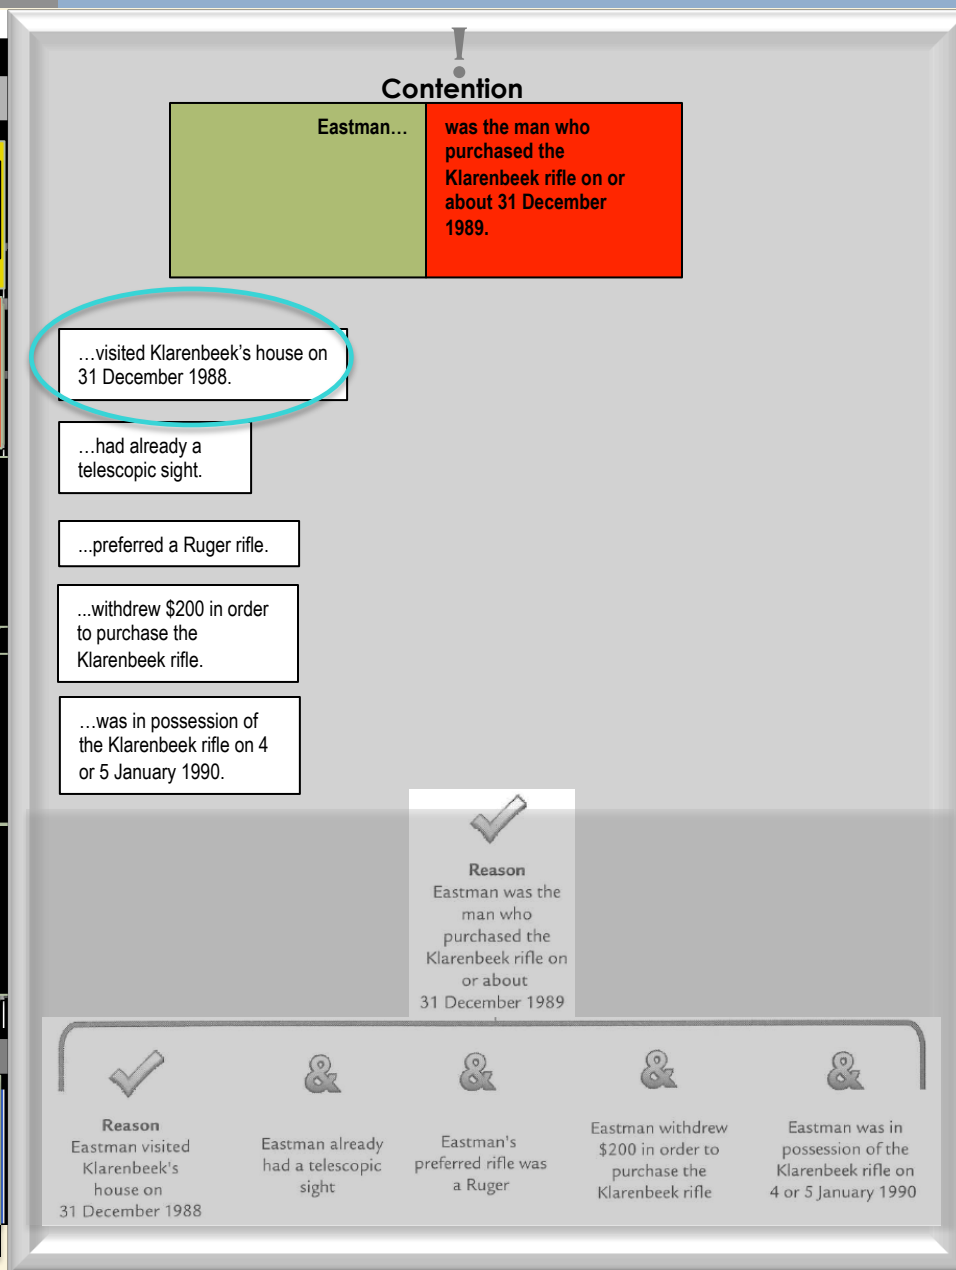 !
Contention
Eastman…
was the man who
purchased the
Klarenbeek rifle on or
about 31 December
1989.
…visited Klarenbeek’s house on
31 December 1988.
…had already a
telescopic sight.
...preferred a Ruger rifle.
...withdrew $200 in order
to purchase the
Klarenbeek rifle.
…was in possession of
the Klarenbeek rifle on 4
or 5 January 1990.
Reason
Eastman was the
man who
purchased the
Klarenbeek rifle on
or about
31 December 1989
&
&
&
&
Reason
Eastman visited
Klarenbeek's
house on
31 December 1988
Eastman already
had a telescopic
sight
Eastman's
preferred rifle was
a Ruger
Eastman withdrew
$200 in order to
purchase the
Klarenbeek rifle
Eastman was in
possession of the
Klarenbeek rifle on
4 or 5 January 1990